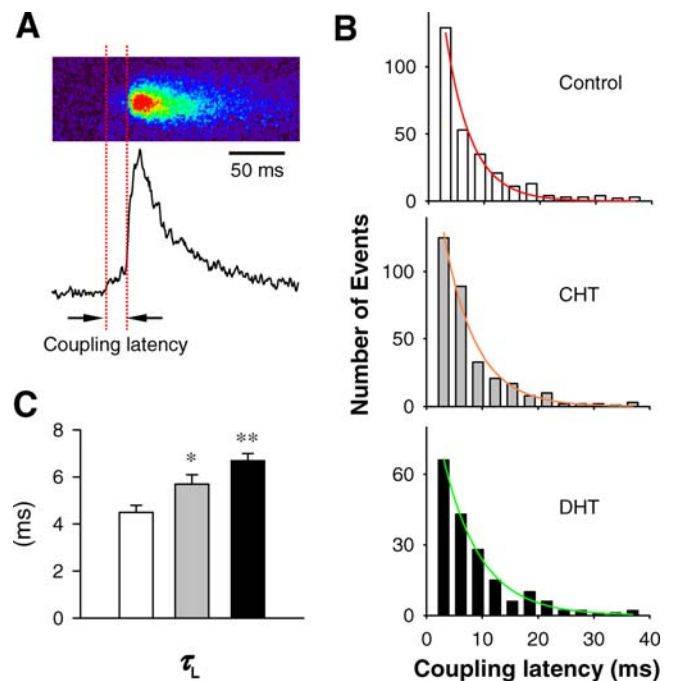 A
50 ms
Coupling latency
B
Control
100
50
0
CHT
100
50
0
Number of Events
DHT
60
30
0
0 10 20 30 40
Coupling latency (ms)
C
* **
8
6
4
2
0
(ms)
τL